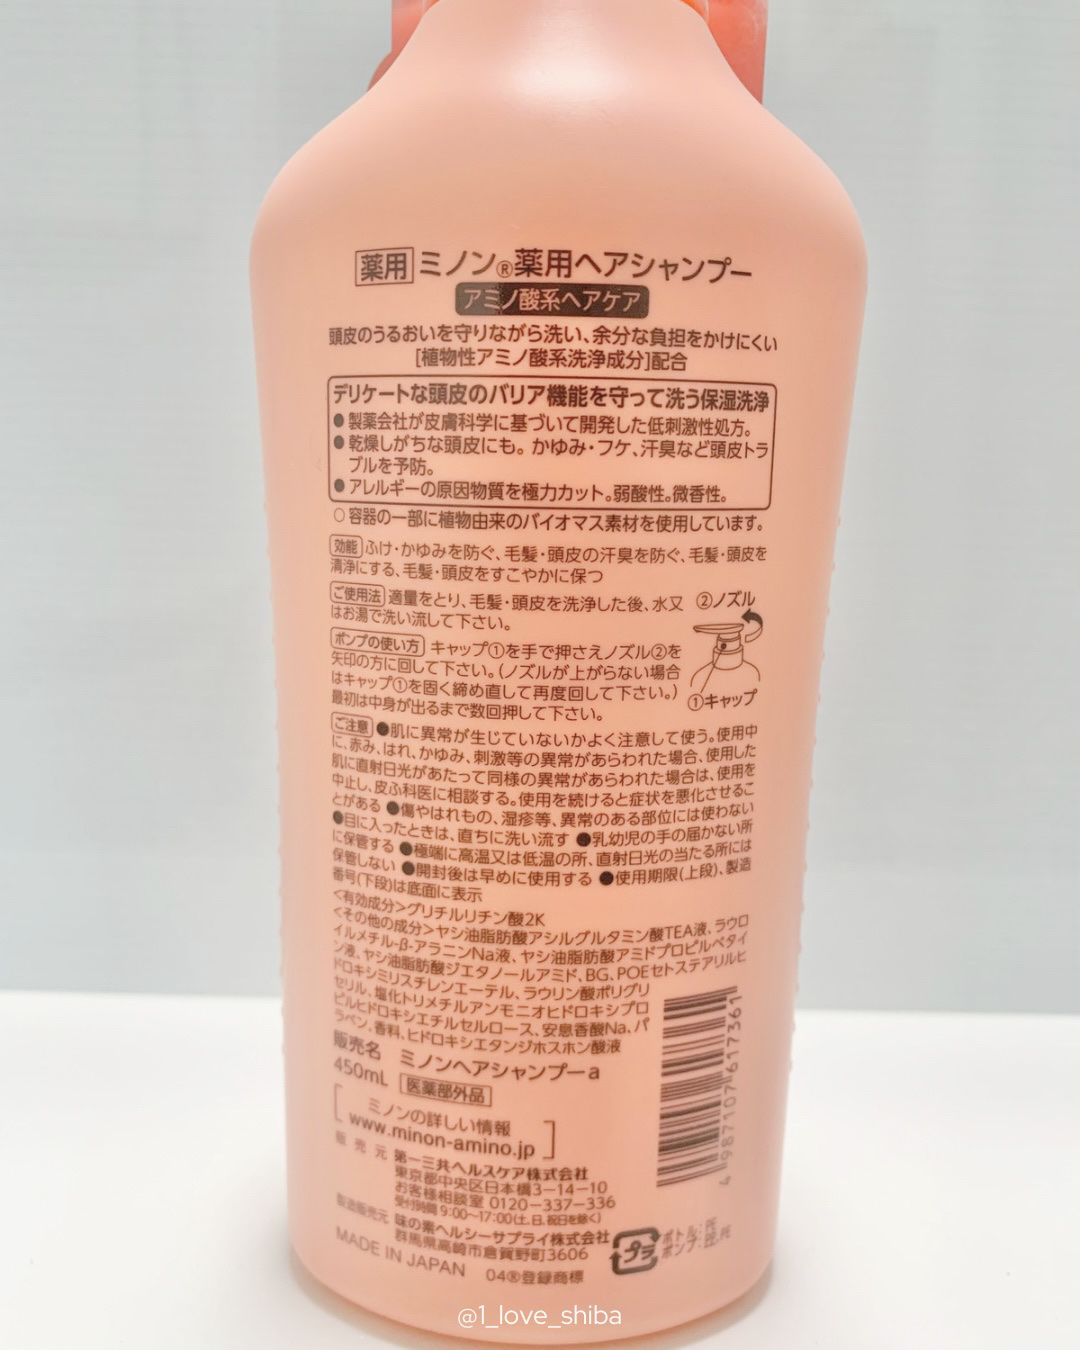 薬用 ミノン®薬用ヘアシャンプー
アミノ酸系ヘアケア
頭皮のうるおいを守りながら洗い、余分な負担をかけにくい
[植物性アミノ酸系洗浄成分]配合
デリケートな頭皮のバリア機能を守って洗う保湿洗浄
●製薬会社が皮膚科学に基づいて開発した低刺激性処方。
●乾燥しがちな頭皮にも。かゆみ・フケ、汗臭など頭皮トラ
ブルを予防。
●アレルギーの原因物質を極力カット。弱酸性。微香性。
○容器の一部に植物由来のバイオマス素材を使用しています。
効能 ふけ・かゆみを防ぐ、毛髪・頭皮の汗臭を防ぐ、毛髪・頭皮を
清浄にする、毛髪・頭皮をすこやかに保つ
ご使用法 適量をとり、毛髪・頭皮を洗浄した後、水又
はお湯で洗い流して下さい。
②ノズル
ポンプの使い方 キャップ①を手で押さえノズル②を
矢印の方に回して下さい。(ノズルが上がらない場合
はキャップ①を固く締め直して再度回して下さい。)
最初は中身が出るまで数回押して下さい。
①キャップ
ご注意 ●肌に異常が生じていないかよく注意して使う。使用中
に、赤み、はれ、かゆみ、刺激等の異常があらわれた場合、使用した
肌に直射日光があたって同様の異常があらわれた場合は、使用を
中止し、皮ふ科医に相談する。使用を続けると症状を悪化させるこ
とがある ●傷やはれもの、湿疹等、異常のある部位には使わない
●目に入ったときは、直ちに洗い流す ●乳幼児の手の届かない所
に保管する ●極端に高温又は低温の所、直射日光の当たる所には
保管しない ●開封後は早めに使用する ●使用期限(上段)、製造
番号(下段)は底面に表示
<有効成分>グリチルリチン酸2K
<その他の成分>ヤシ油脂肪酸アシルグルタミン酸TEA液、ラウロ
イルメチル-β-アラニンNa液、ヤシ油脂肪酸アミドプロピルベタイ
ン液、ヤシ油脂肪酸ジエタノールアミド、BG、POEセトステアリルヒ
ドロキシミリスチレンエーテル、ラウリン酸ポリグリ
セリル、塩化トリメチルアンモニオヒドロキシプロ
ピルヒドロキシエチルセルロース、安息香酸Na、パ
ラベン、香料、ヒドロキシエタンジホスホン酸液
販売名 ミノンヘアシャンプーa
450mL 医薬部外品
ミノンの詳しい情報
www.minon-amino.jp
販売元 第一三共ヘルスケア株式会社
東京都中央区日本橋3-14-10
お客様相談室 0120-337-336
受付時間 9:00~17:00(土、日、祝日を除く)
製造販売元 味の素ヘルシーサプライ株式会社
群馬県高崎市倉賀野町3606
MADE IN JAPAN 04®登録商標
4987107617361
プラ
ボトル:PE
ポンプ:PP、PE
@1_love_shiba